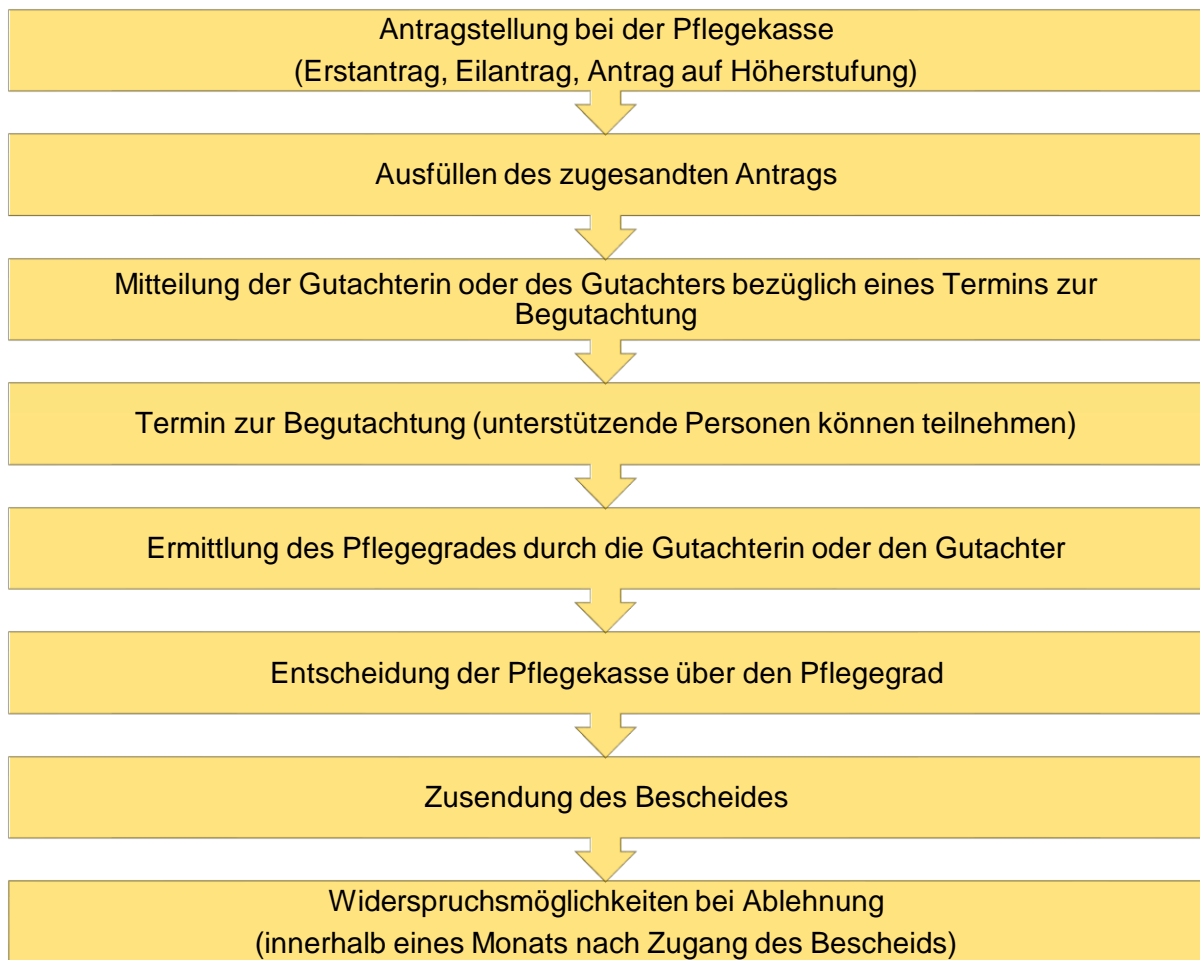 Antragstellung bei der Pflegekasse
(Erstantrag, Eilantrag, Antrag auf Höherstufung)
Ausfüllen des zugesandten Antrags
Mitteilung der Gutachterin oder des Gutachters bezüglich eines Termins zur
Begutachtung
Termin zur Begutachtung (unterstützende Personen können teilnehmen)
Ermittlung des Pflegegrades durch die Gutachterin oder den Gutachter
Entscheidung der Pflegekasse über den Pflegegrad
Zusendung des Bescheides
Widerspruchsmöglichkeiten bei Ablehnung
(innerhalb eines Monats nach Zugang des Bescheids)